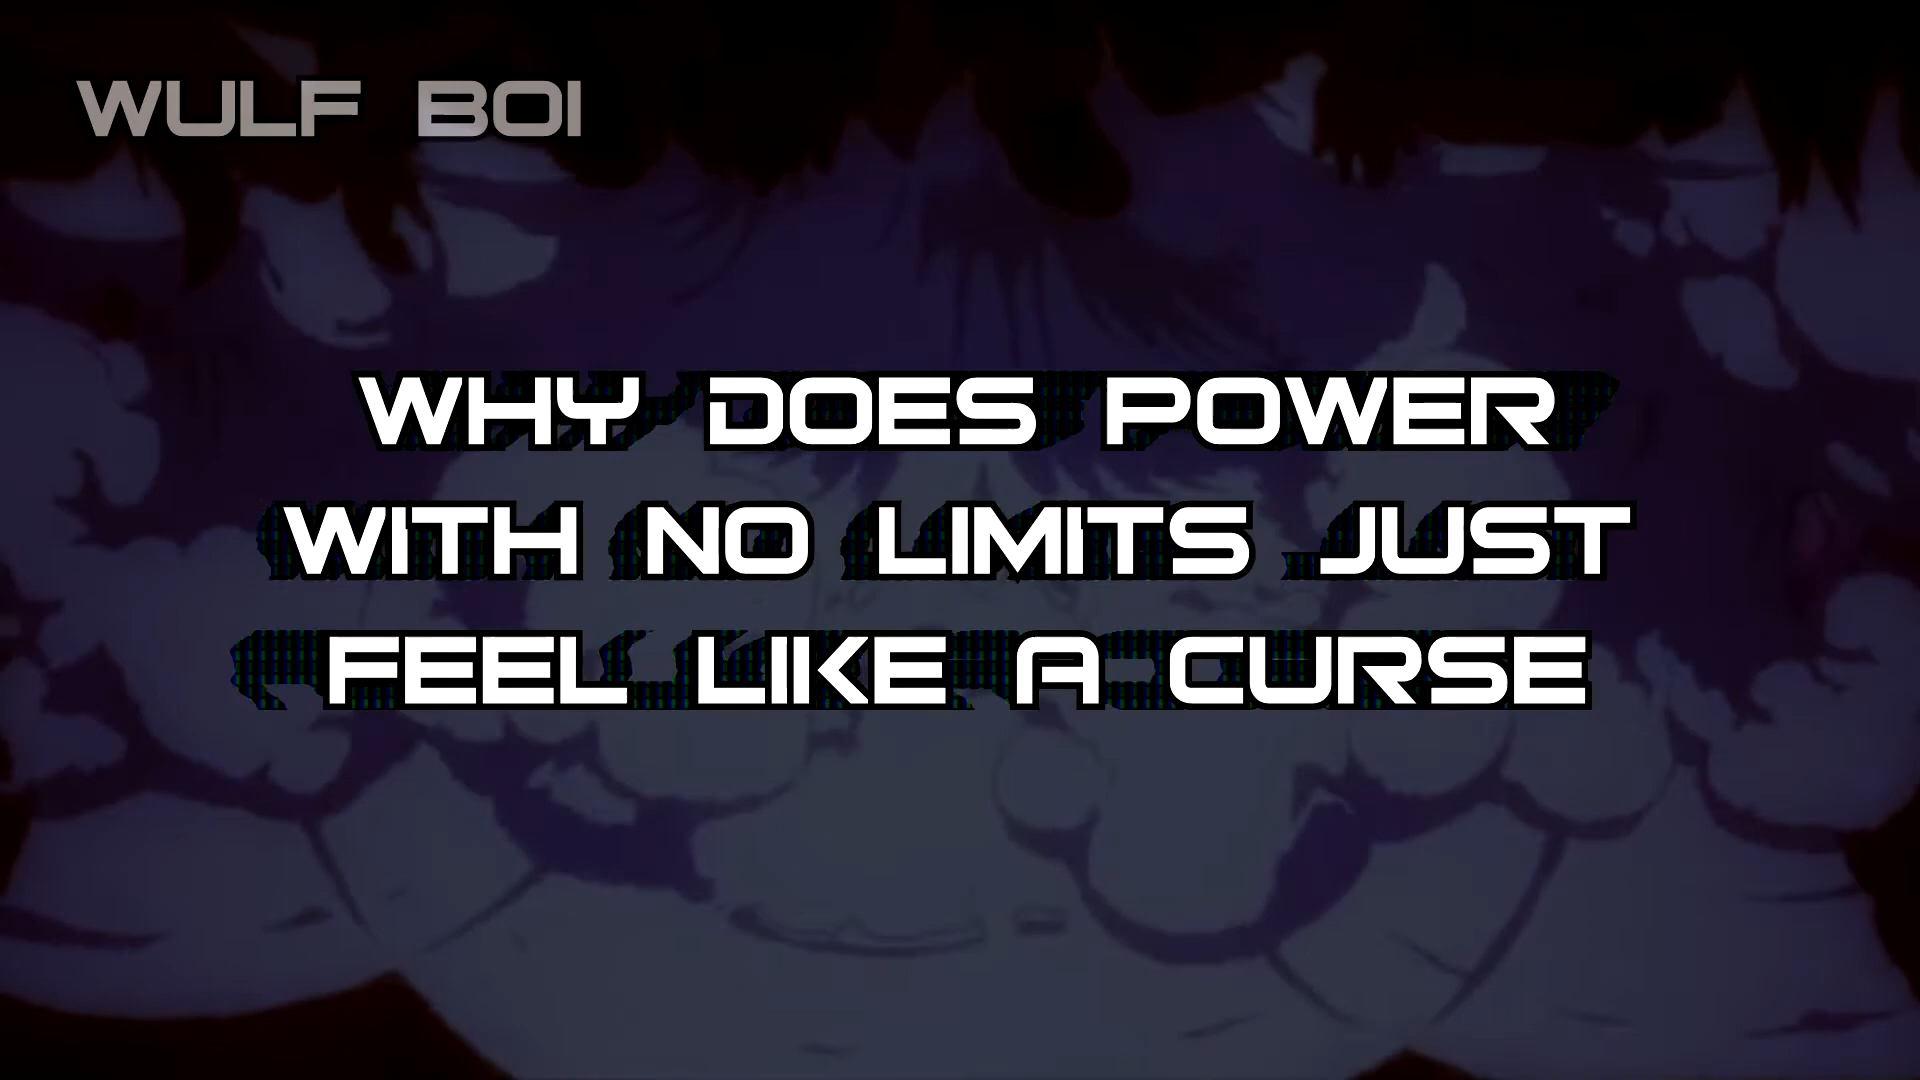 WULF BOI
WHY DOES POWER
WITH NO LIMITS JUST
FEEL LIKE A CURSE